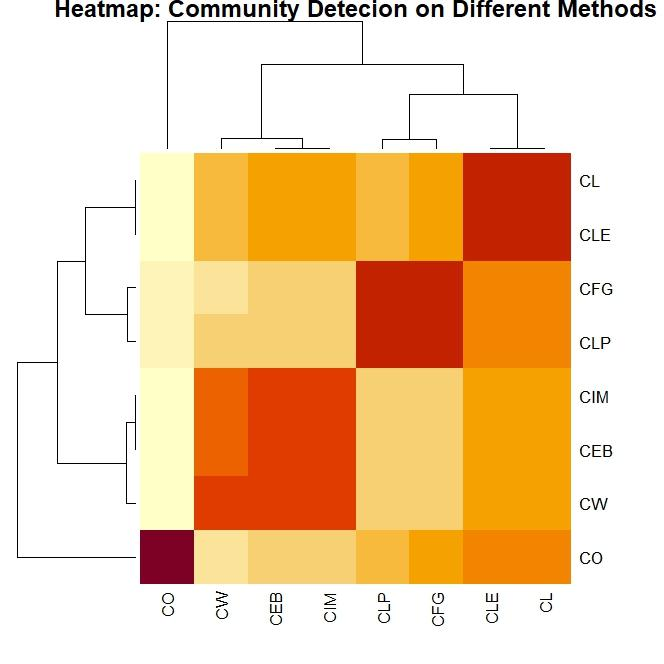 Heatmap: Community Detecion on Different Methods
CL
CLE
CFG
CLP
CIM
CEB
CW
CO
CO
CW
CEB
CIM
CLP
CFG
CLE
CL